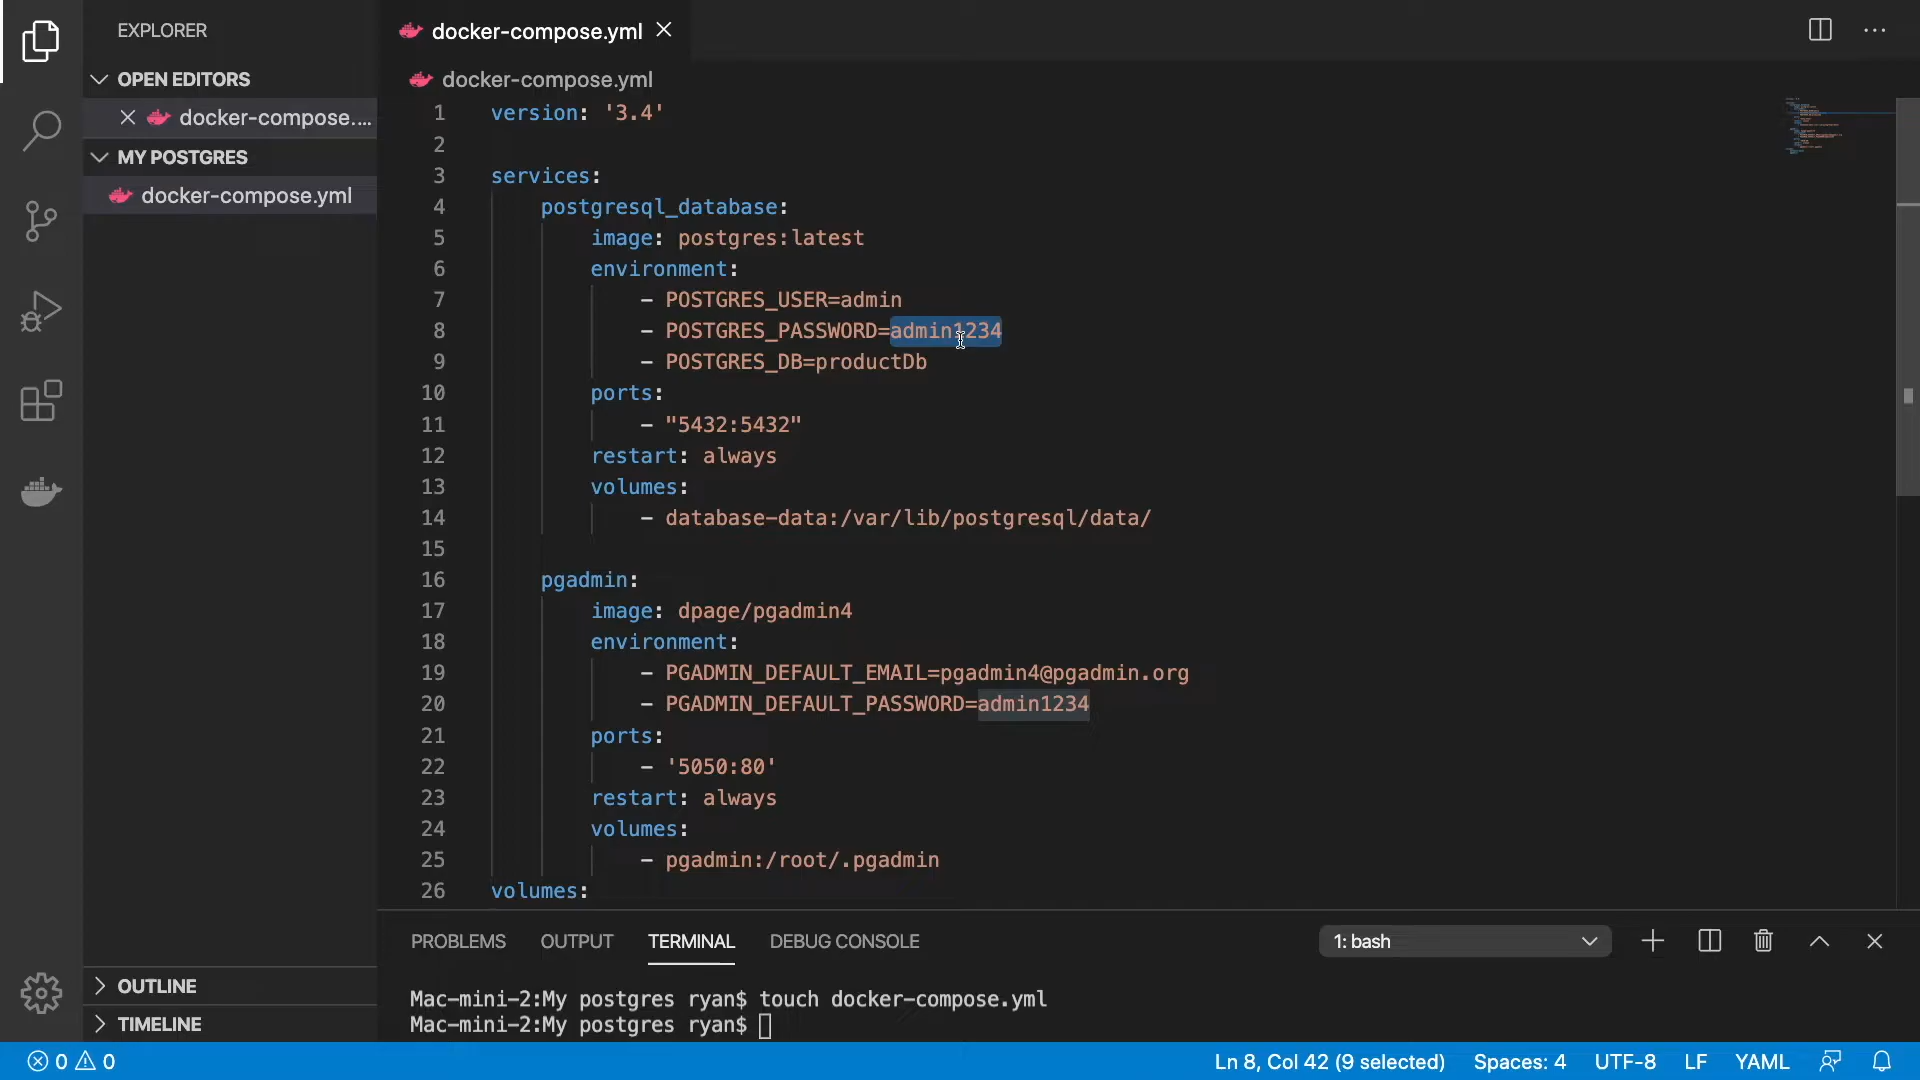 EXPLORER
OPEN EDITORS
docker-compose....
MY POSTGRES
docker-compose.yml
OUTLINE
TIMELINE
docker-compose.yml
docker-compose.yml
1 version: '3.4'
2
3 services:
4 postgresql_database:
5 image: postgres:latest
6 environment:
7 - POSTGRES_USER=admin
8 - POSTGRES_PASSWORD=admin1234
9 - POSTGRES_DB=productDb
10 ports:
11 - "5432:5432"
12 restart: always
13 volumes:
14 - database-data:/var/lib/postgresql/data/
15
16 pgadmin:
17 image: dpage/pgadmin4
18 environment:
19 - PGADMIN_DEFAULT_EMAIL=pgadmin4@pgadmin.org
20 - PGADMIN_DEFAULT_PASSWORD=admin1234
21 ports:
22 - '5050:80'
23 restart: always
24 volumes:
25 - pgadmin:/root/.pgadmin
26 volumes:
PROBLEMS OUTPUT TERMINAL DEBUG CONSOLE 1: bash
Mac-mini-2:My postgres ryan$ touch docker-compose.yml
Mac-mini-2:My postgres ryan$
0 0 Ln 8, Col 42 (9 selected) Spaces: 4 UTF-8 LF YAML